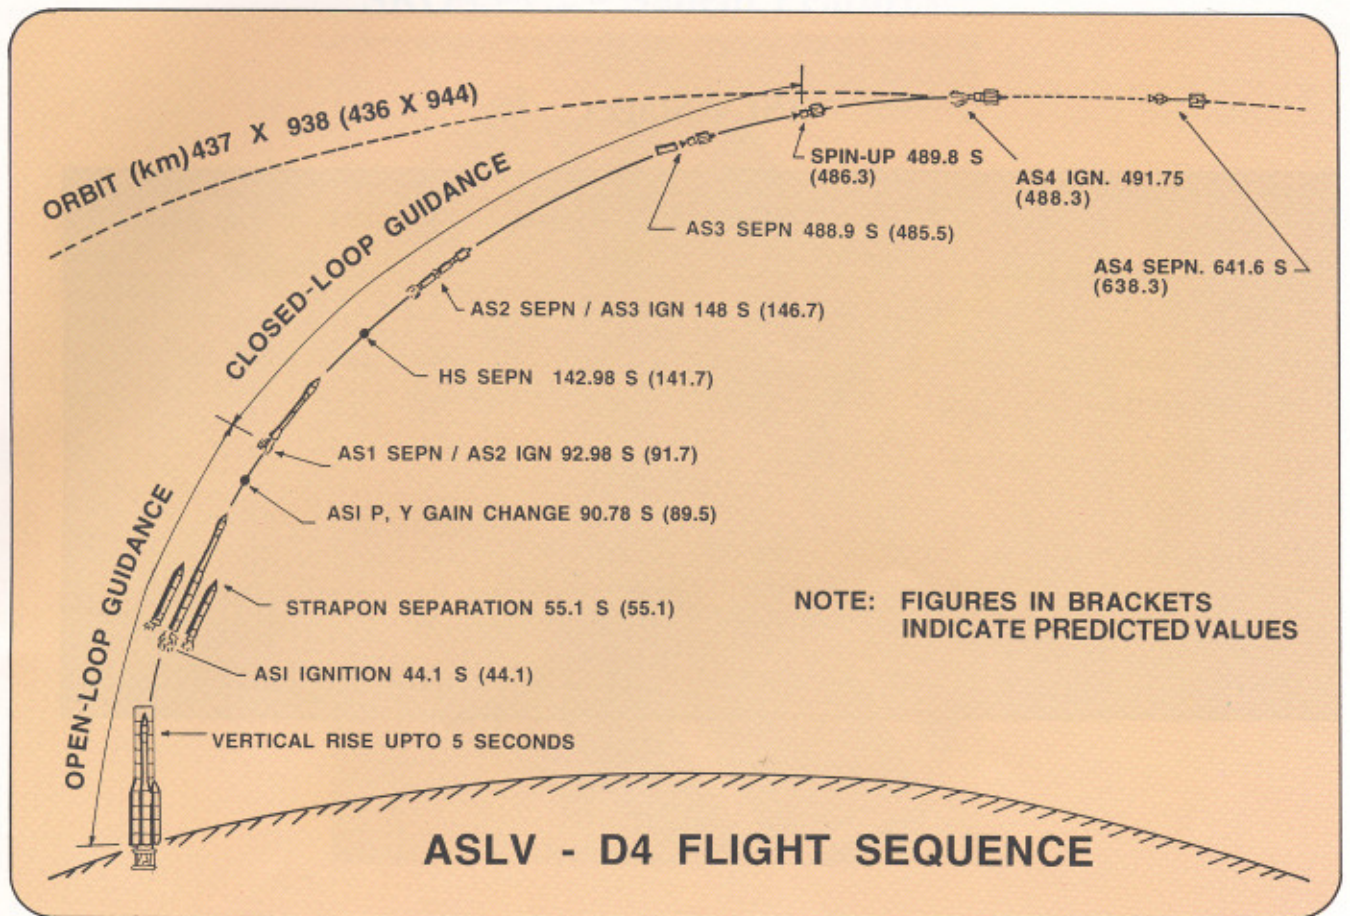 ORBIT (km) 437 X 938 (436 X 944)
CLOSED-LOOP GUIDANCE
OPEN-LOOP GUIDANCE
SPIN-UP 489.8 S
(486.3)
AS4 IGN. 491.75
(488.3)
AS3 SEPN 488.9 S (485.5)
AS4 SEPN. 641.6 S
(638.3)
AS2 SEPN / AS3 IGN 148 S (146.7)
HS SEPN 142.98 S (141.7)
AS1 SEPN / AS2 IGN 92.98 S (91.7)
ASI P, Y GAIN CHANGE 90.78 S (89.5)
STRAPON SEPARATION 55.1 S (55.1)
ASI IGNITION 44.1 S (44.1)
VERTICAL RISE UPTO 5 SECONDS
NOTE: FIGURES IN BRACKETS
INDICATE PREDICTED VALUES
ASLV - D4 FLIGHT SEQUENCE